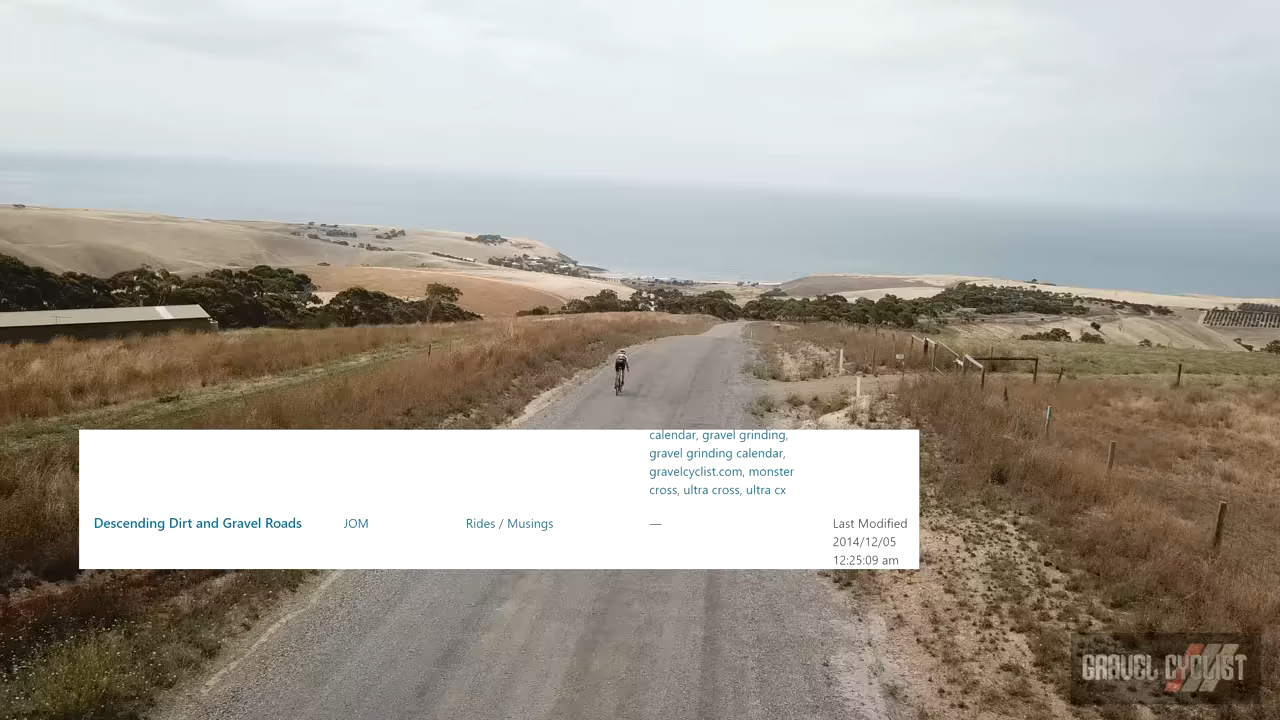 calendar, gravel grinding,
gravel grinding calendar,
gravelcyclist.com, monster
cross, ultra cross, ultra cx
Descending Dirt and Gravel Roads JOM Rides / Musings — Last Modified
2014/12/05
12:25:09 am
GRAVEL CYCLIST